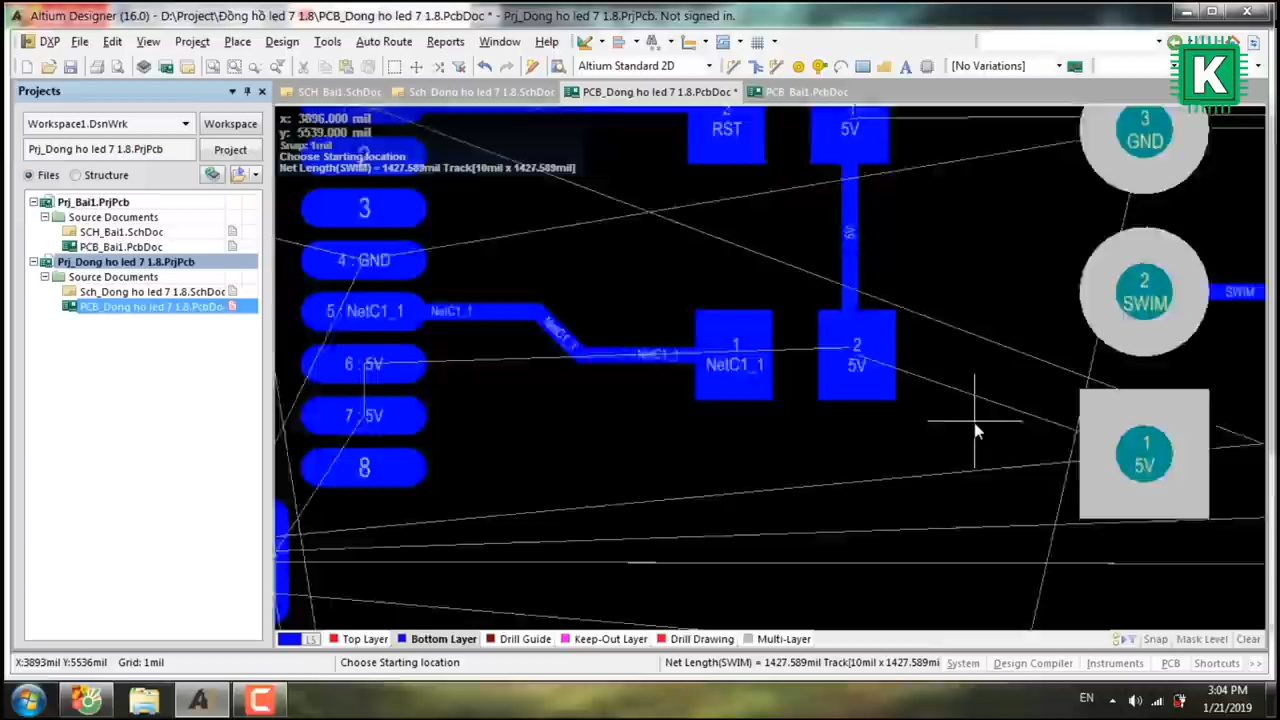 Altium Designer (16.0) - D:\Project\Đồng hồ led 7 1.8\PCB_Dong ho led 7 1.8.PcbDoc * - Prj_Dong ho led 7 1.8.PrjPcb. Not signed in.
DXP File Edit View Project Place Design Tools Auto Route Reports Window Help
Altium Standard 2D [No Variations]
K
Projects
SCH_Bai1.SchDoc Sch_Dong ho led 7 1.8.SchDoc PCB_Dong ho led 7 1.8.PcbDoc * PCB_Bai1.PcbDoc
Workspace1.DsnWrk Workspace
Prj_Dong ho led 7 1.8.PrjPcb Project
Files Structure
Prj_Bai1.PrjPcb
Source Documents
SCH_Bai1.SchDoc
PCB_Bai1.PcbDoc
Prj_Dong ho led 7 1.8.PrjPcb
Source Documents
Sch_Dong ho led 7 1.8.SchDoc
PCB_Dong ho led 7 1.8.PcbDo
x: 3896.000 mil
y: 5539.000 mil
Snap: 1mil
Choose Starting location
Net Length(SWIM) = 1427.589mil Track[10mil x 1427.589mil]
2
RST
1
5V
3
GND
3
4 : GND
5 : NetC1_1
NetC1_1
NetC1_1
NetC1_1
6 : 5V
7 : 5V
8
1
NetC1_1
5V
2
5V
2
SWIM
SWIM
1
5V
LS Top Layer Bottom Layer Drill Guide Keep-Out Layer Drill Drawing Multi-Layer Snap Mask Level Clear
X:3893mil Y:5536mil Grid: 1mil Choose Starting location Net Length(SWIM) = 1427.589mil Track[10mil x 1427.589mi System Design Compiler Instruments PCB Shortcuts >>
EN 3:04 PM
1/21/2019